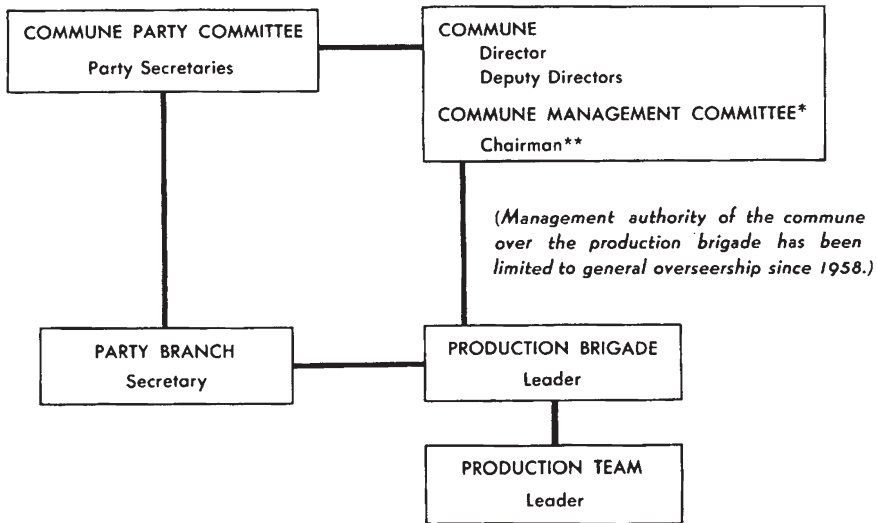 COMMUNE PARTY COMMITTEE
Party Secretaries
COMMUNE
Director
Deputy Directors
COMMUNE MANAGEMENT COMMITTEE*
Chairman**
(Management authority of the commune
over the production brigade has been
limited to general overseership since 1958.)
PARTY BRANCH
Secretary
PRODUCTION BRIGADE
Leader
PRODUCTION TEAM
Leader